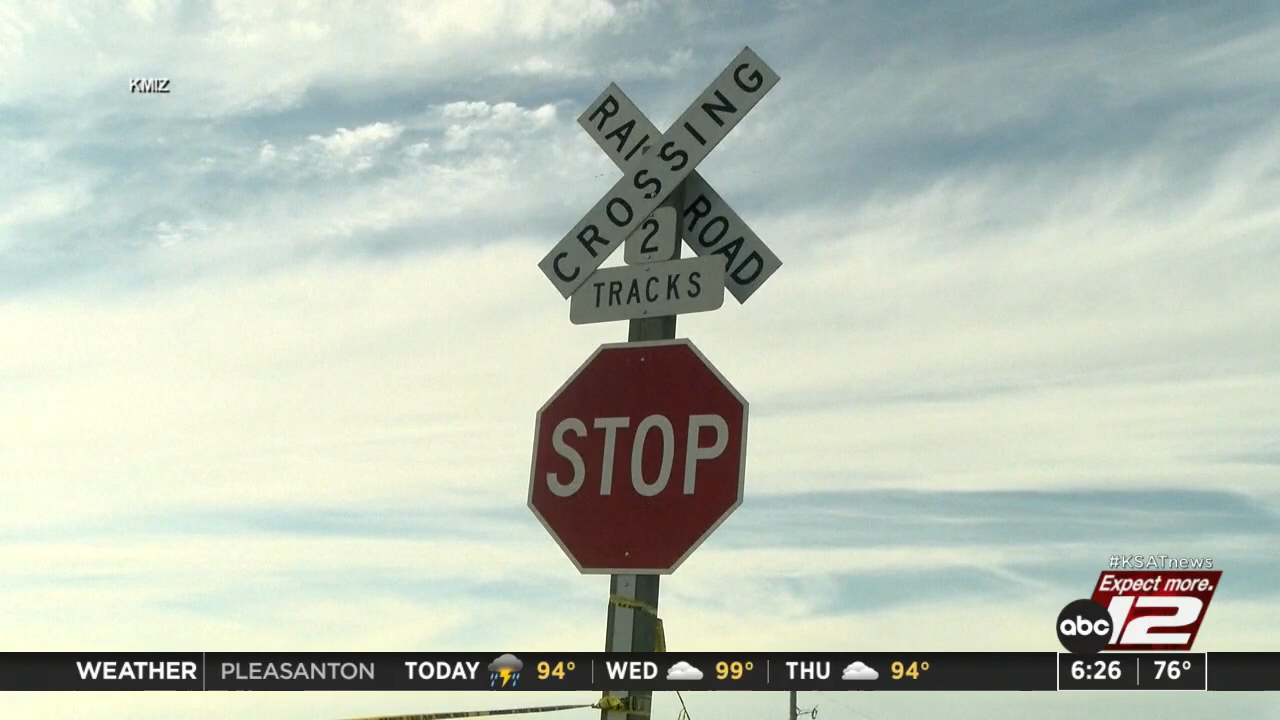 KMIZ
RAILROAD
CROSSING
2
TRACKS
STOP
#KSATnews
Expect more.
abc 12
WEATHER PLEASANTON TODAY 94° WED 99° THU 94° 6:26 76°